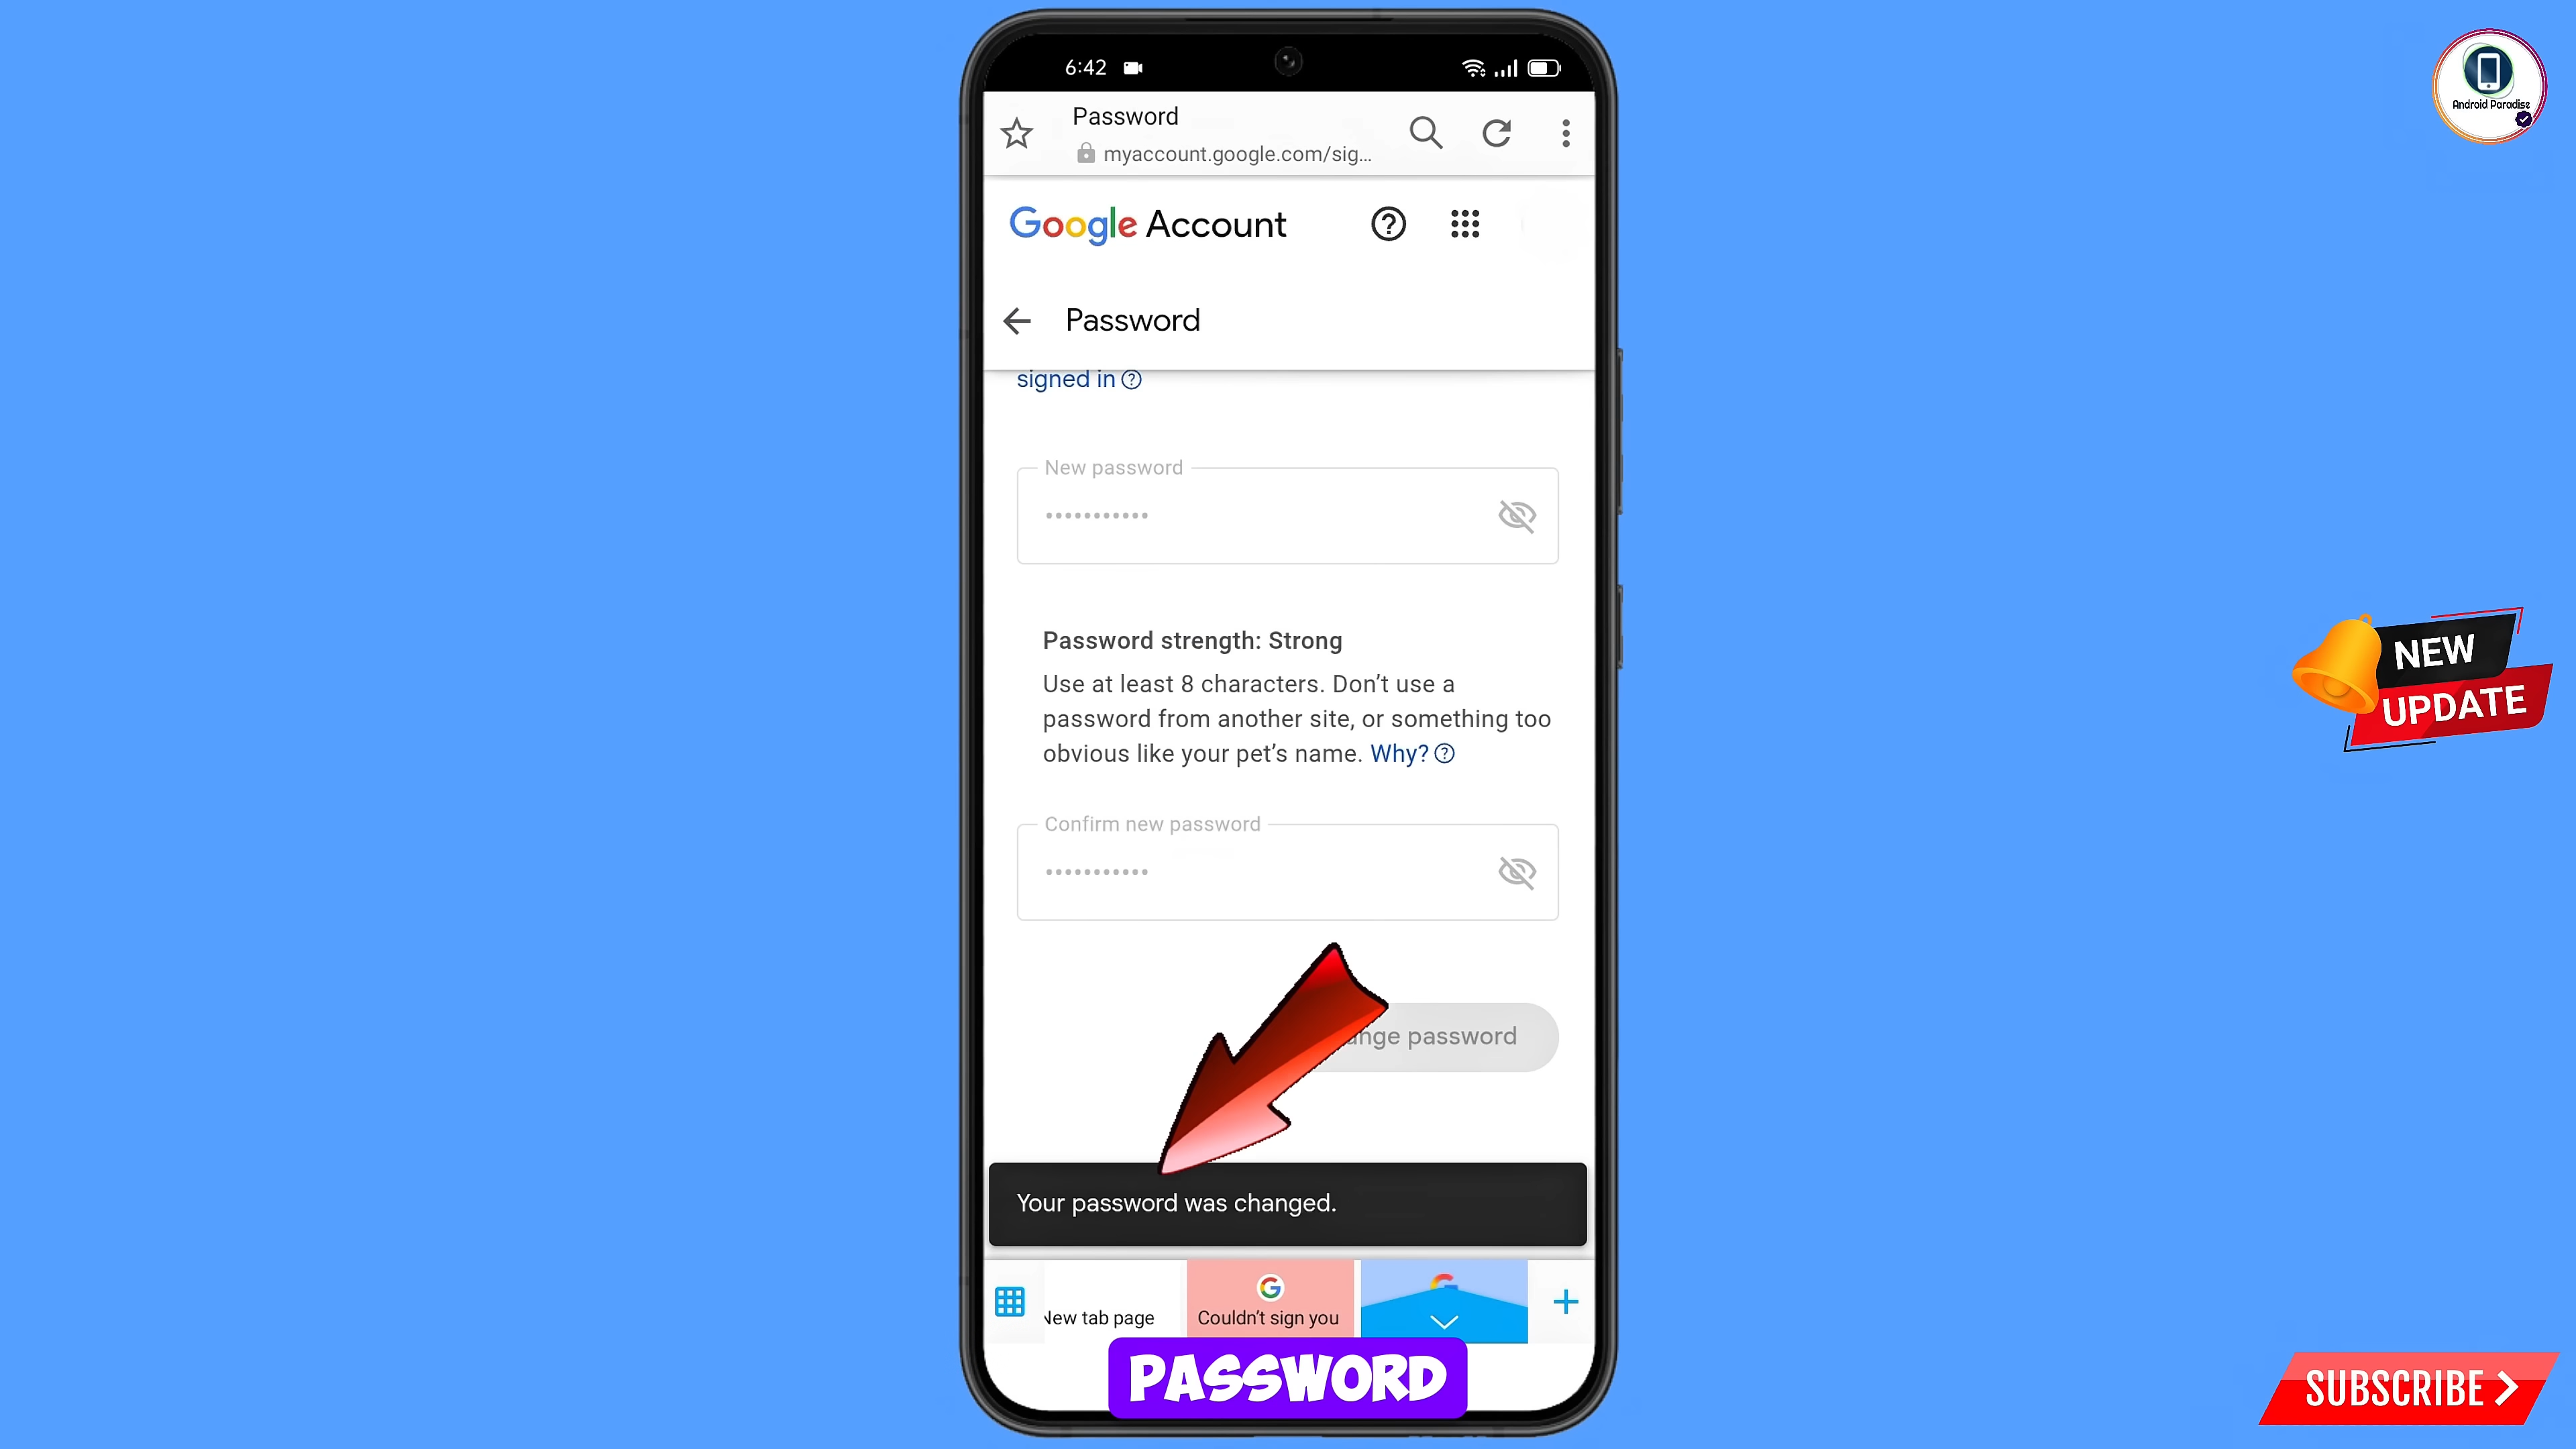 6:42
Password
myaccount.google.com/sig...
Android Paradise
Google Account
Password
signed in
New password
•••••••••••
Password strength: Strong
Use at least 8 characters. Don't use a
password from another site, or something too
obvious like your pet's name. Why?
NEW
UPDATE
Confirm new password
•••••••••••
nge password
Your password was changed.
New tab page
Couldn't sign you
PASSWORD
SUBSCRIBE